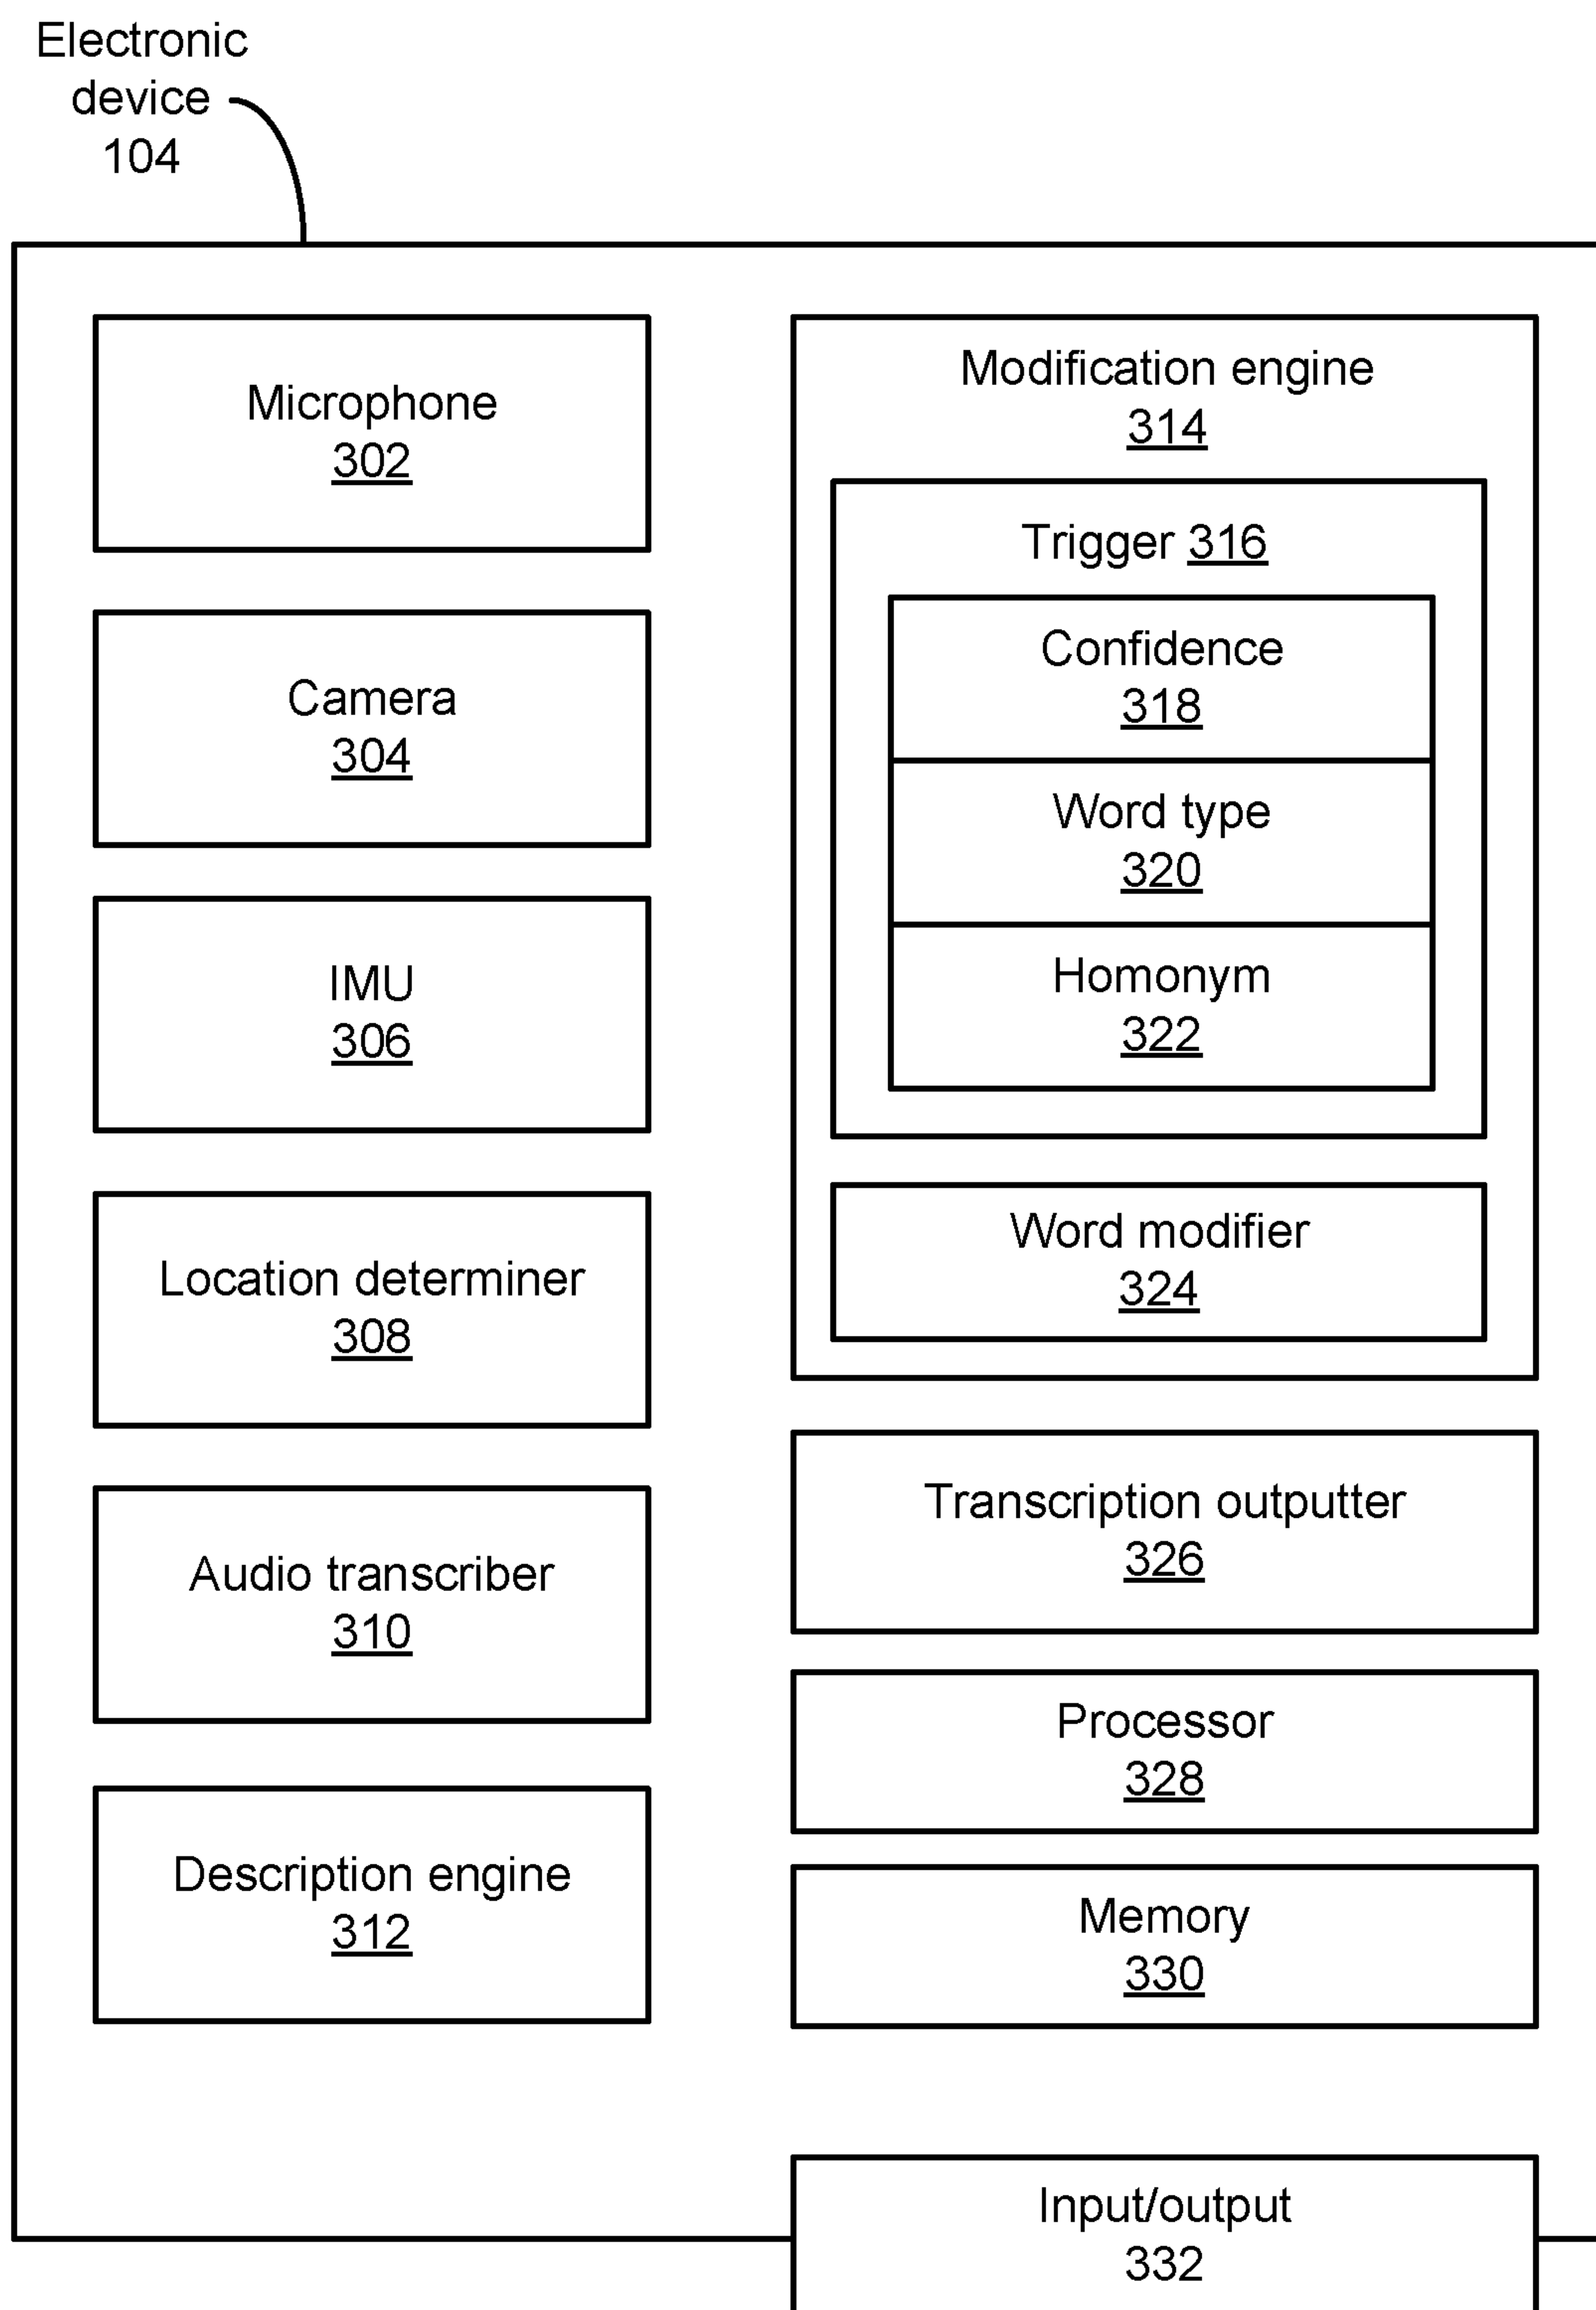 Electronic
device
104
Microphone
302
Camera
304
IMU
306
Location determiner
308
Audio transcriber
310
Description engine
312
Modification engine
314
Trigger 316
Confidence
318
Word type
320
Homonym
322
Word modifier
324
Transcription outputter
326
Processor
328
Memory
330
Input/output
332